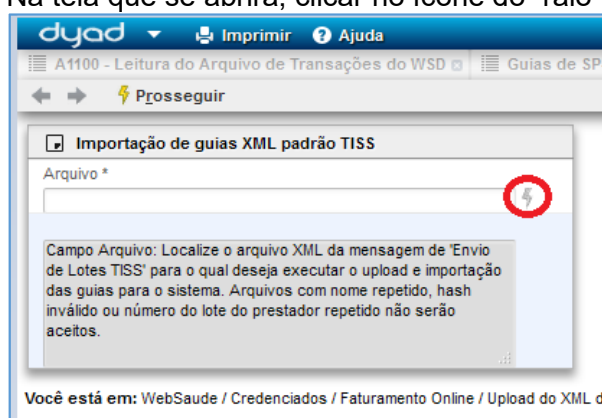 Na tela que se abrirá, clicar no ícone do
dyad Imprimir Ajuda
A1100 - Leitura do Arquivo de Transações do WSD Guias de SP
Prosseguir
Importação de guias XML padrão TISS
Arquivo *
Campo Arquivo: Localize o arquivo XML da mensagem de 'Envio
de Lotes TISS' para o qual deseja executar o upload e importação
das guias para o sistema. Arquivos com nome repetido, hash
inválido ou número do lote do prestador repetido não serão
aceitos.
Você está em: WebSaude / Credenciados / Faturamento Online / Upload do XML d